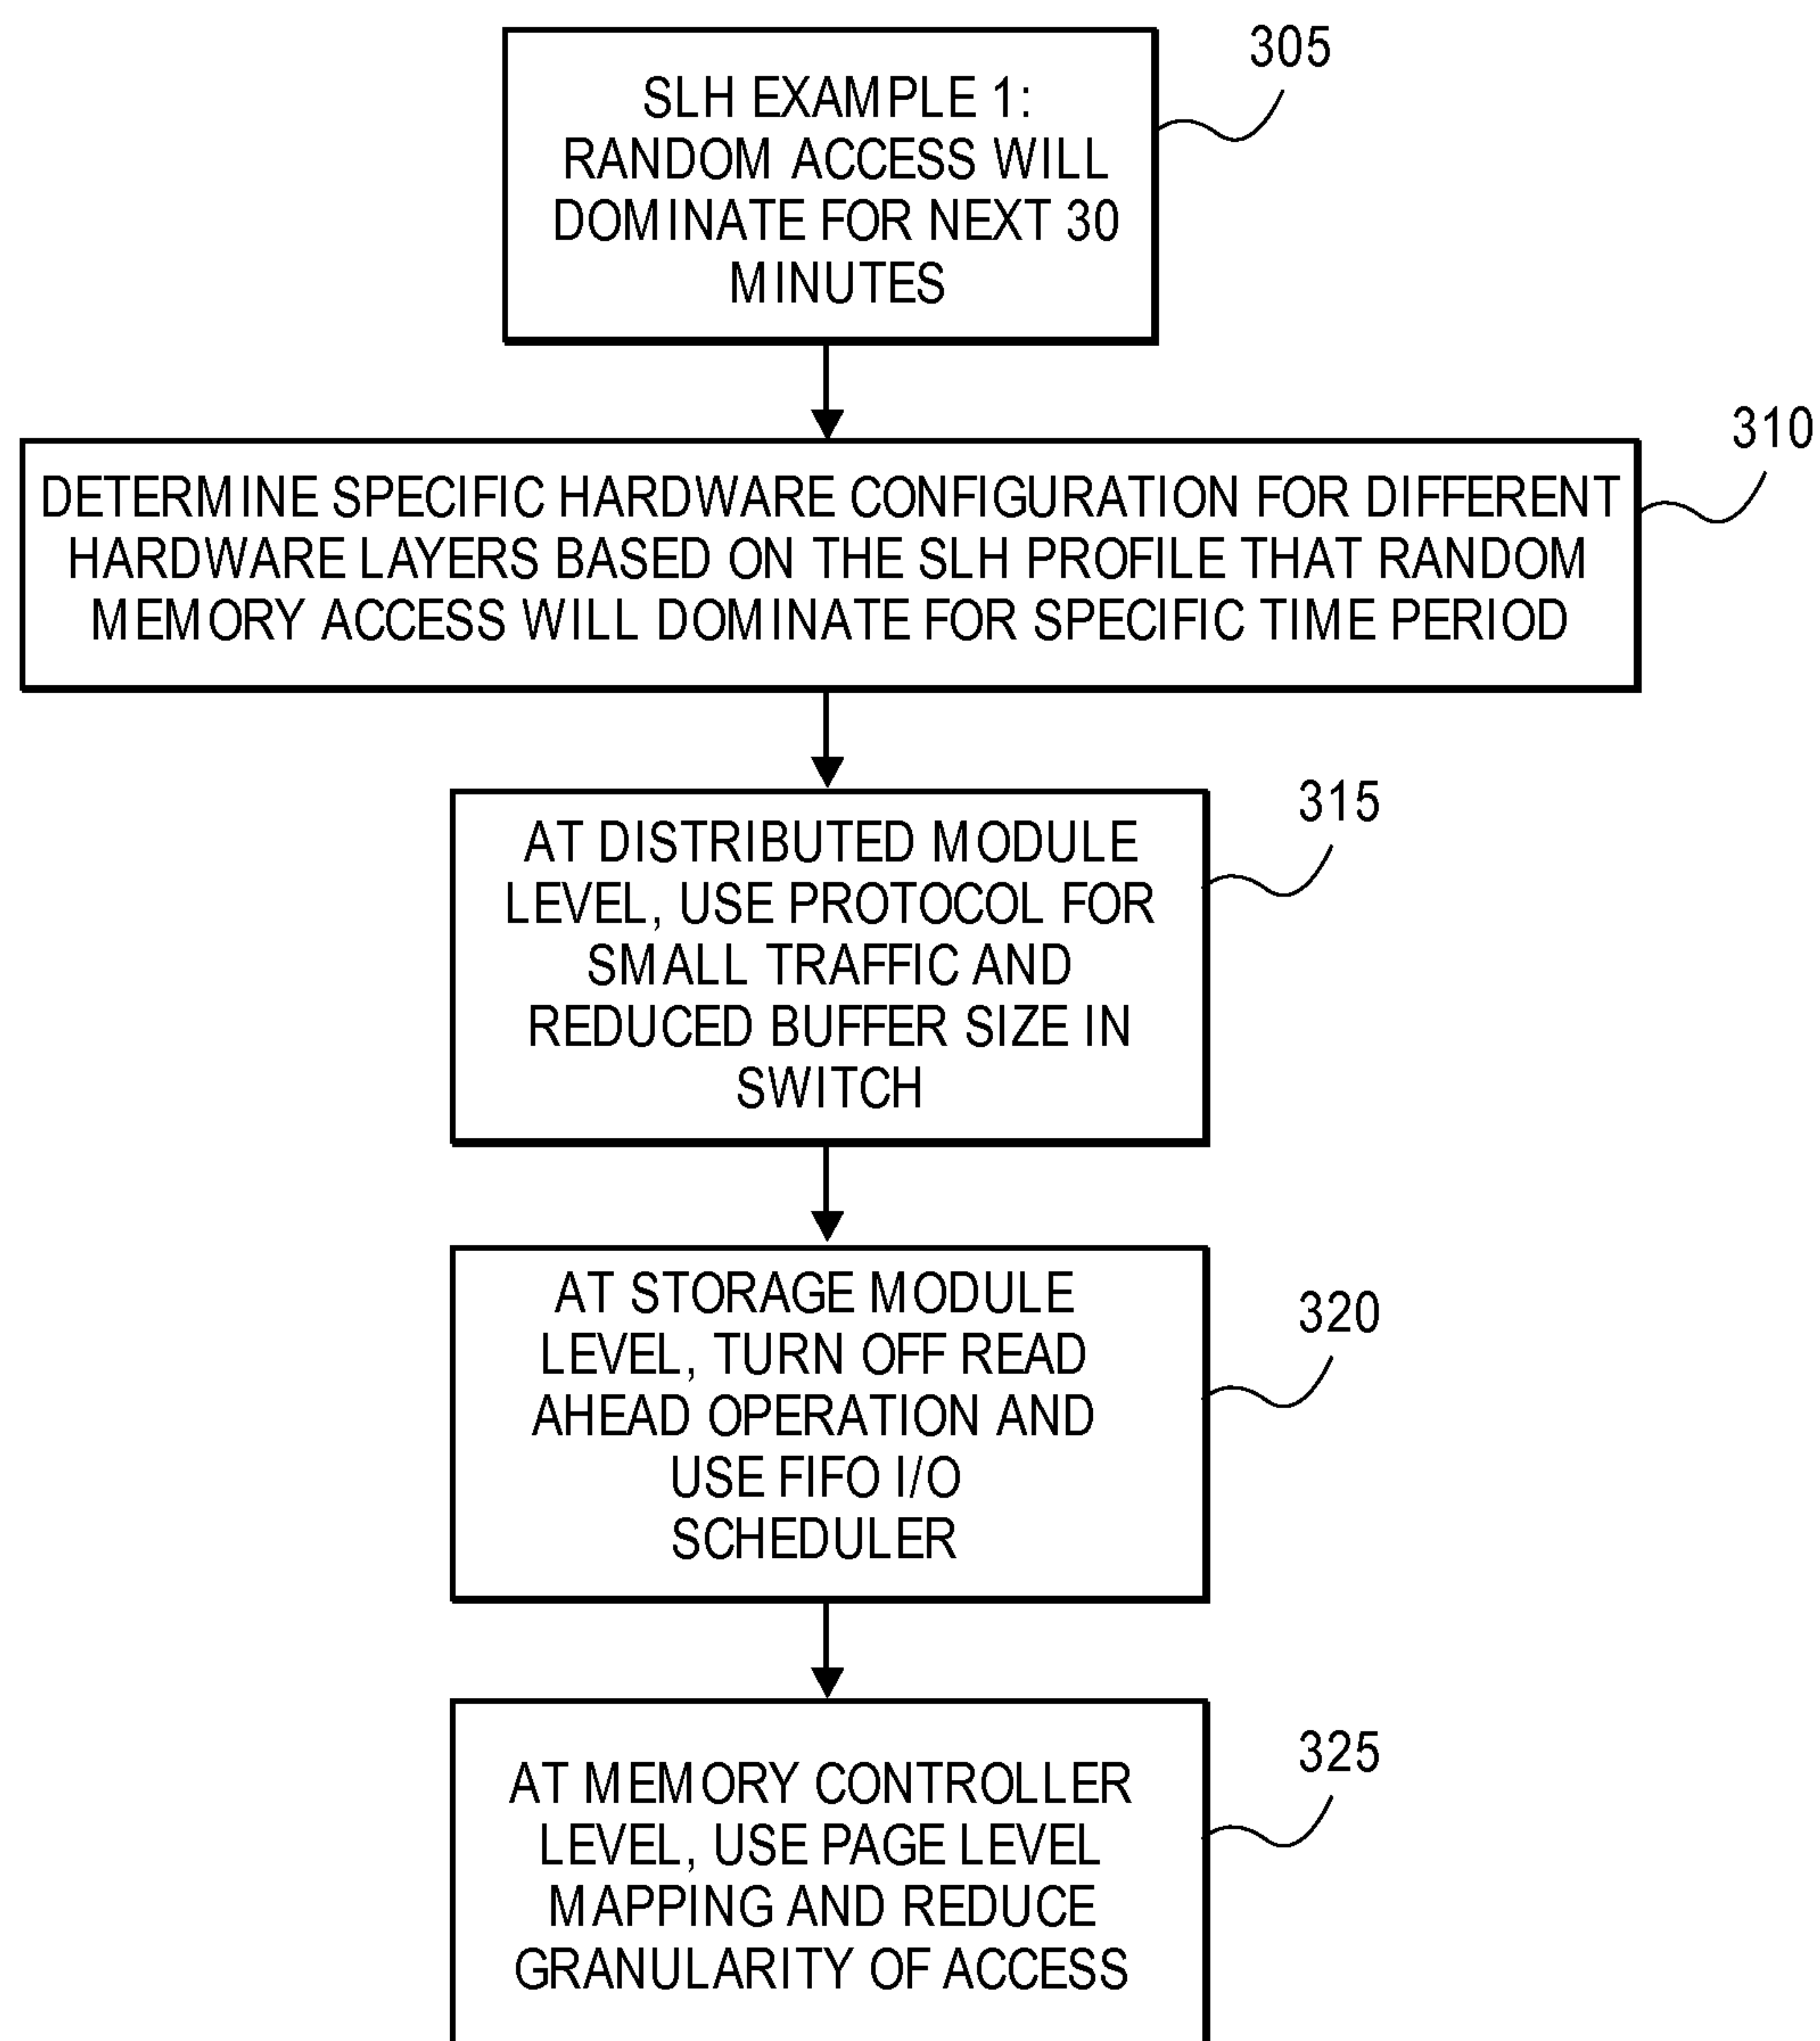 SLH EXAMPLE 1:
RANDOM ACCESS WILL
DOMINATE FOR NEXT 30
MINUTES
305
DETERMINE SPECIFIC HARDWARE CONFIGURATION FOR DIFFERENT
HARDWARE LAYERS BASED ON THE SLH PROFILE THAT RANDOM
MEMORY ACCESS WILL DOMINATE FOR SPECIFIC TIME PERIOD
310
AT DISTRIBUTED MODULE
LEVEL, USE PROTOCOL FOR
SMALL TRAFFIC AND
REDUCED BUFFER SIZE IN
SWITCH
315
AT STORAGE MODULE
LEVEL, TURN OFF READ
AHEAD OPERATION AND
USE FIFO I/O
SCHEDULER
320
AT MEMORY CONTROLLER
LEVEL, USE PAGE LEVEL
MAPPING AND REDUCE
GRANULARITY OF ACCESS
325